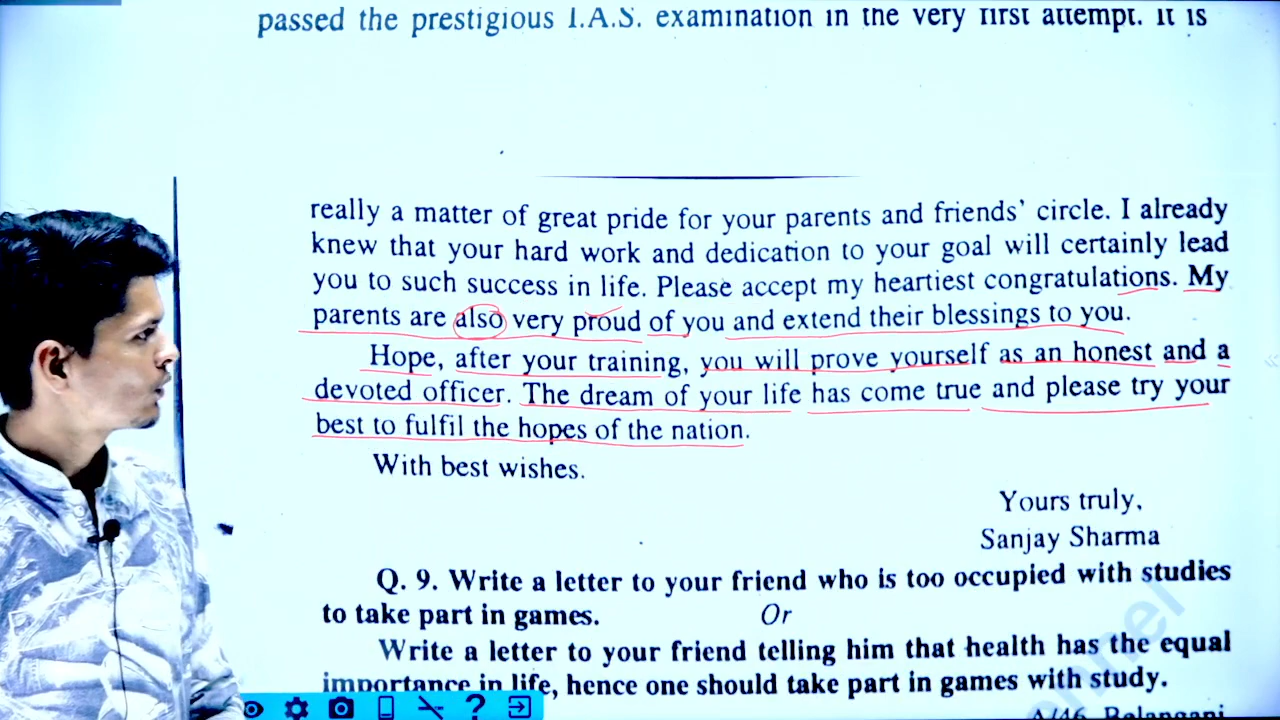 passed the prestigious I.A.S. examination in the very first attempt. It is
really a matter of great pride for your parents and friends' circle. I already
knew that your hard work and dedication to your goal will certainly lead
you to such success in life. Please accept my heartiest congratulations. My
parents are also very proud of you and extend their blessings to you.
Hope, after your training, you will prove yourself as an honest and a
devoted officer. The dream of your life has come true and please try your
best to fulfil the hopes of the nation.
With best wishes.
Yours truly,
Sanjay Sharma
Q. 9. Write a letter to your friend who is too occupied with studies
to take part in games. Or
Write a letter to your friend telling him that health has the equal
importance in life, hence one should take part in games with study.
A/46, Belanganj